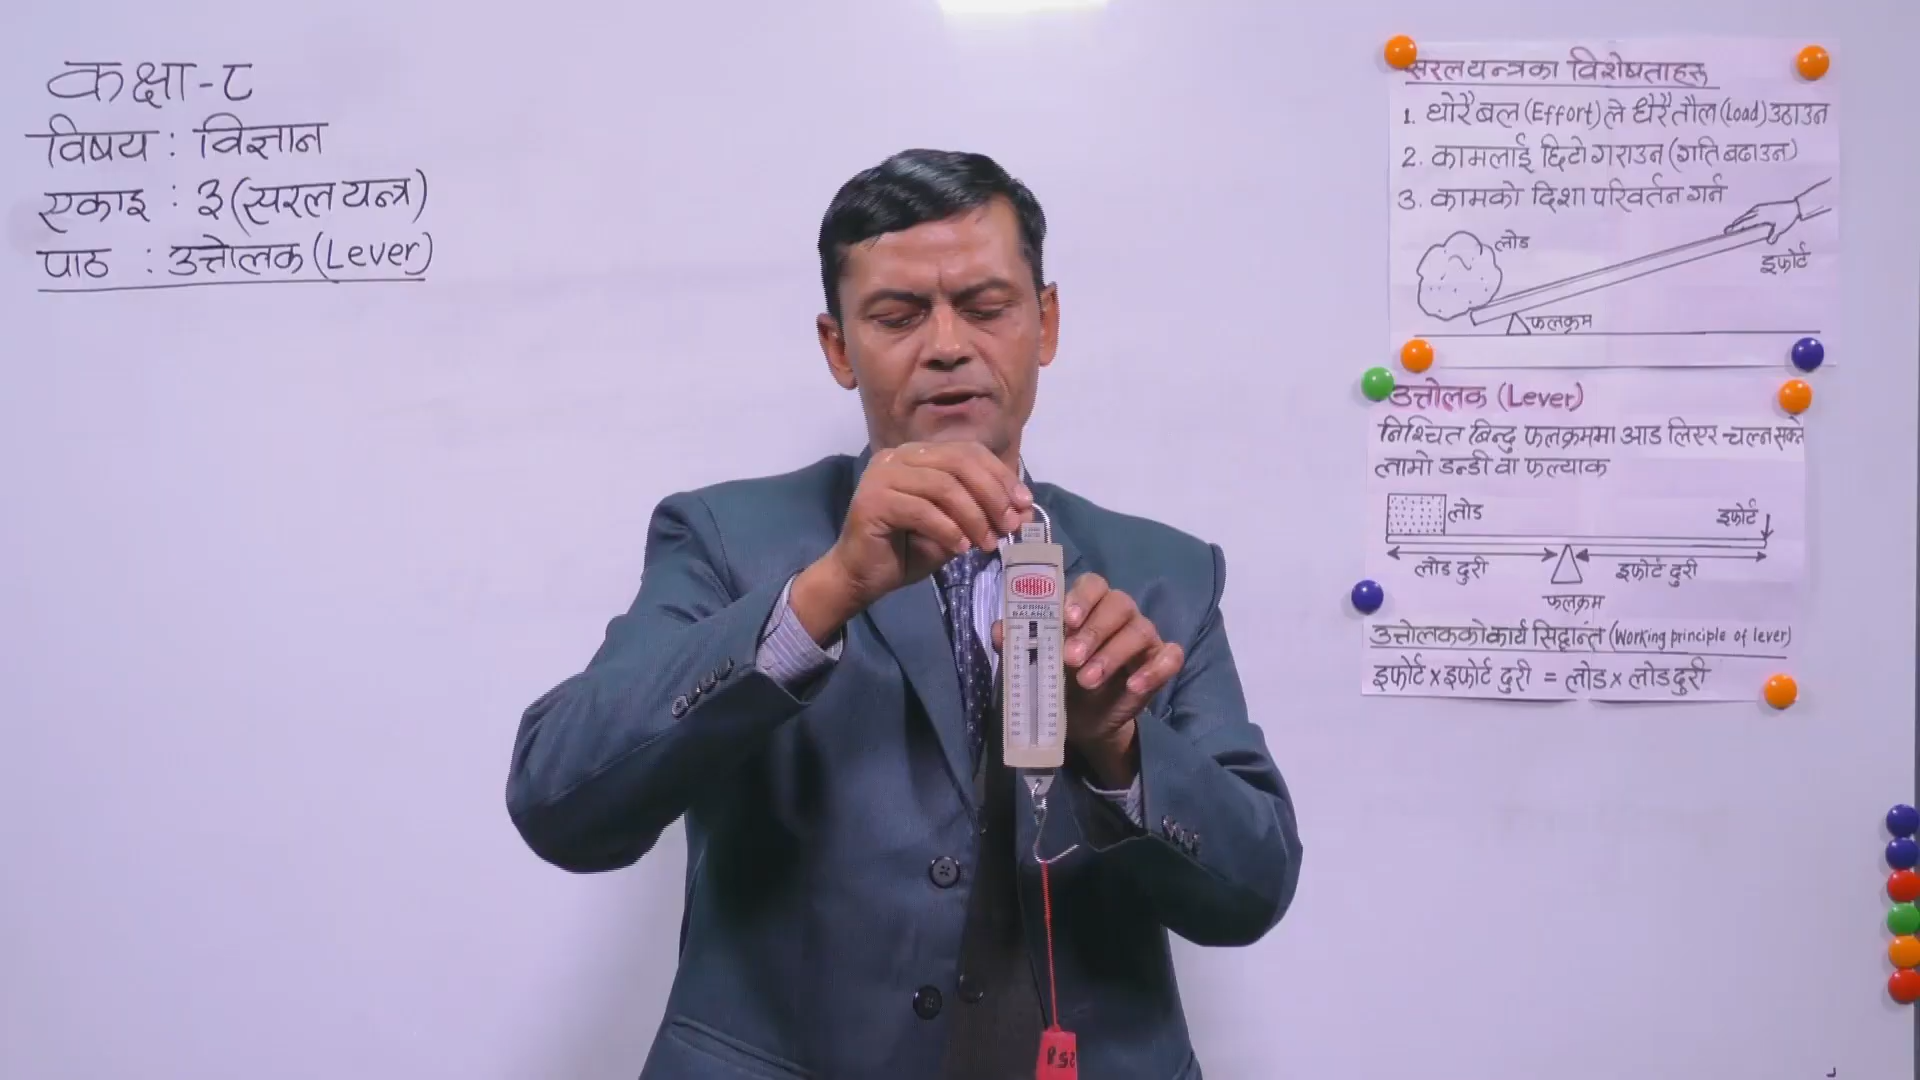 कक्षा-८
विषय : विज्ञान
एकाइ : ३ (सरल यन्त्र)
पाठ : उत्तोलक (Lever)
सरल यन्त्रका विशेषताहरू
1. थोरै बल (Effort) ले धेरै तौल (Load) उठाउन
2. कामलाई छिटो गराउन (गति बढाउन)
3. कामको दिशा परिवर्तन गर्न
लोड
इफोर्ट
फलक्रम
उत्तोलक (Lever)
निश्चित बिन्दु फलक्रममा आड लिएर चल्न सक्ने
लामो डन्डी वा फल्याक
लोड
इफोर्ट
लोड दुरी
इफोर्ट दुरी
फलक्रम
उत्तोलकको कार्य सिद्धान्त (Working principle of lever)
इफोर्ट x इफोर्ट दुरी = लोड x लोड दुरी
SPRING
BALANCE